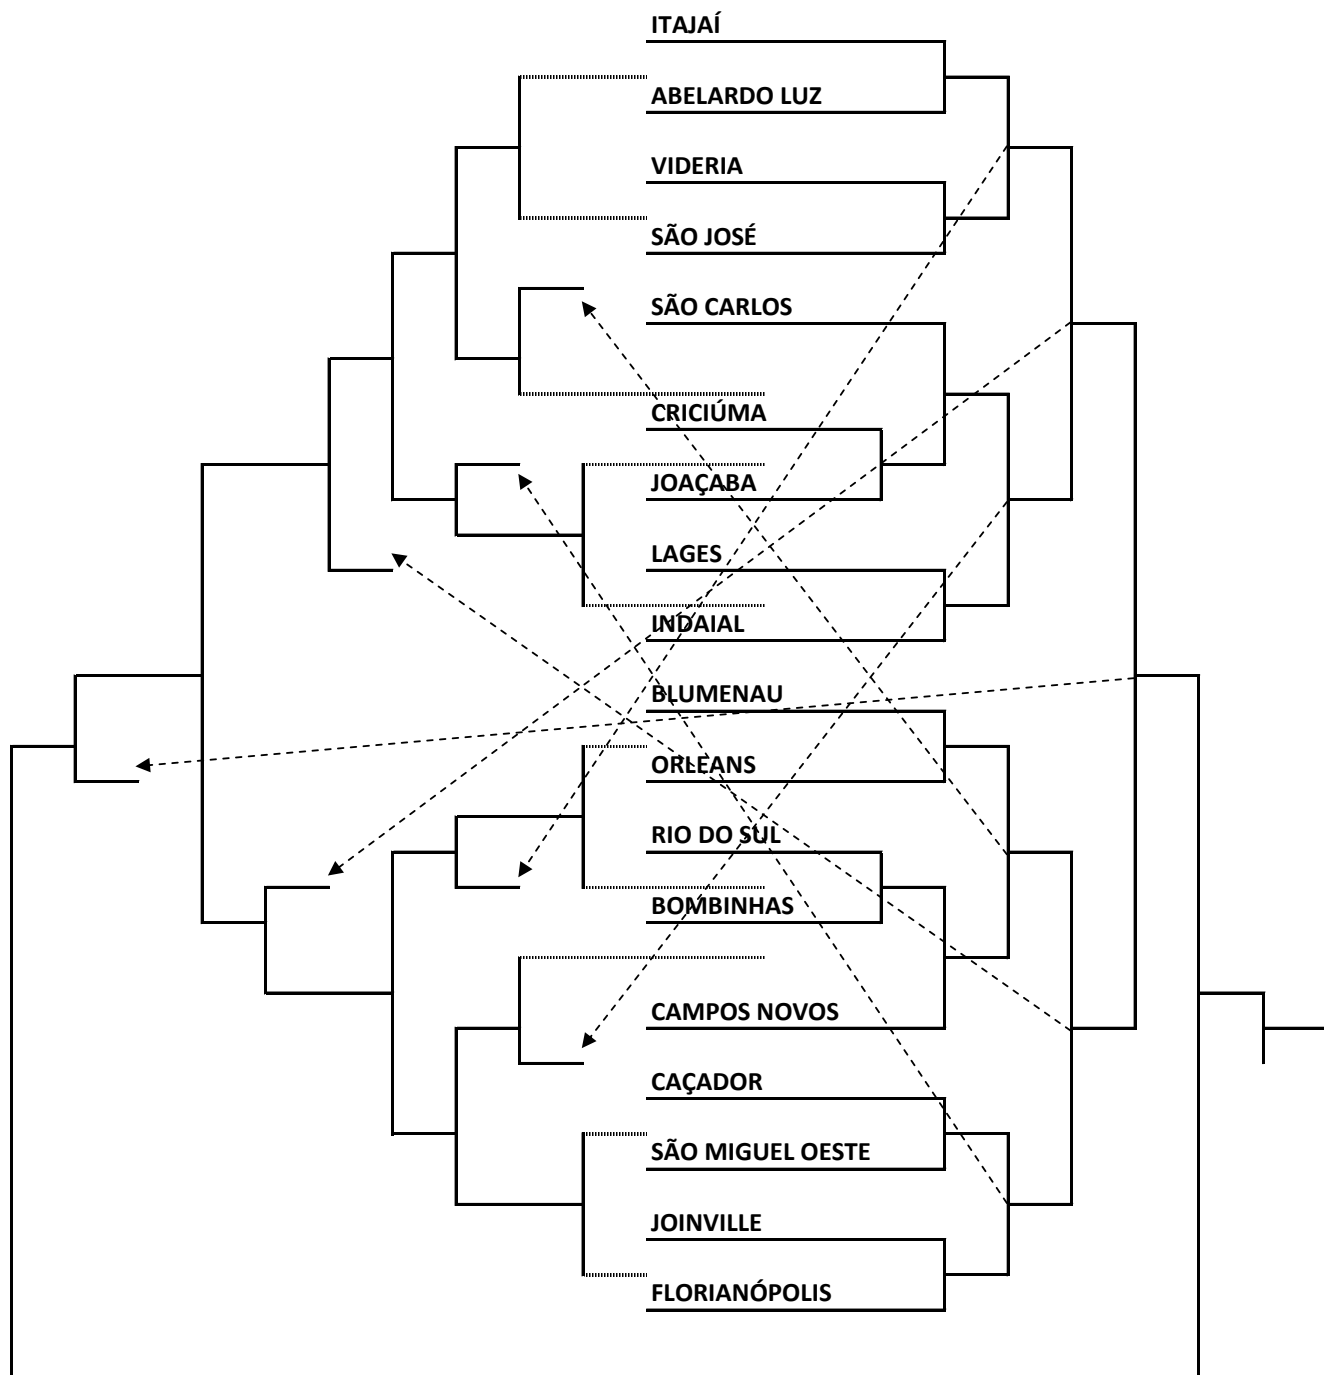 ITAJAÍ
ABELARDO LUZ
VIDERIA
SÃO JOSÉ
SÃO CARLOS
CRICIÚMA
JOAÇABA
LAGES
INDAIAL
BLUMENAU
ORLEANS
RIO DO SUL
BOMBINHAS
CAMPOS NOVOS
CAÇADOR
SÃO MIGUEL OESTE
JOINVILLE
FLORIANÓPOLIS